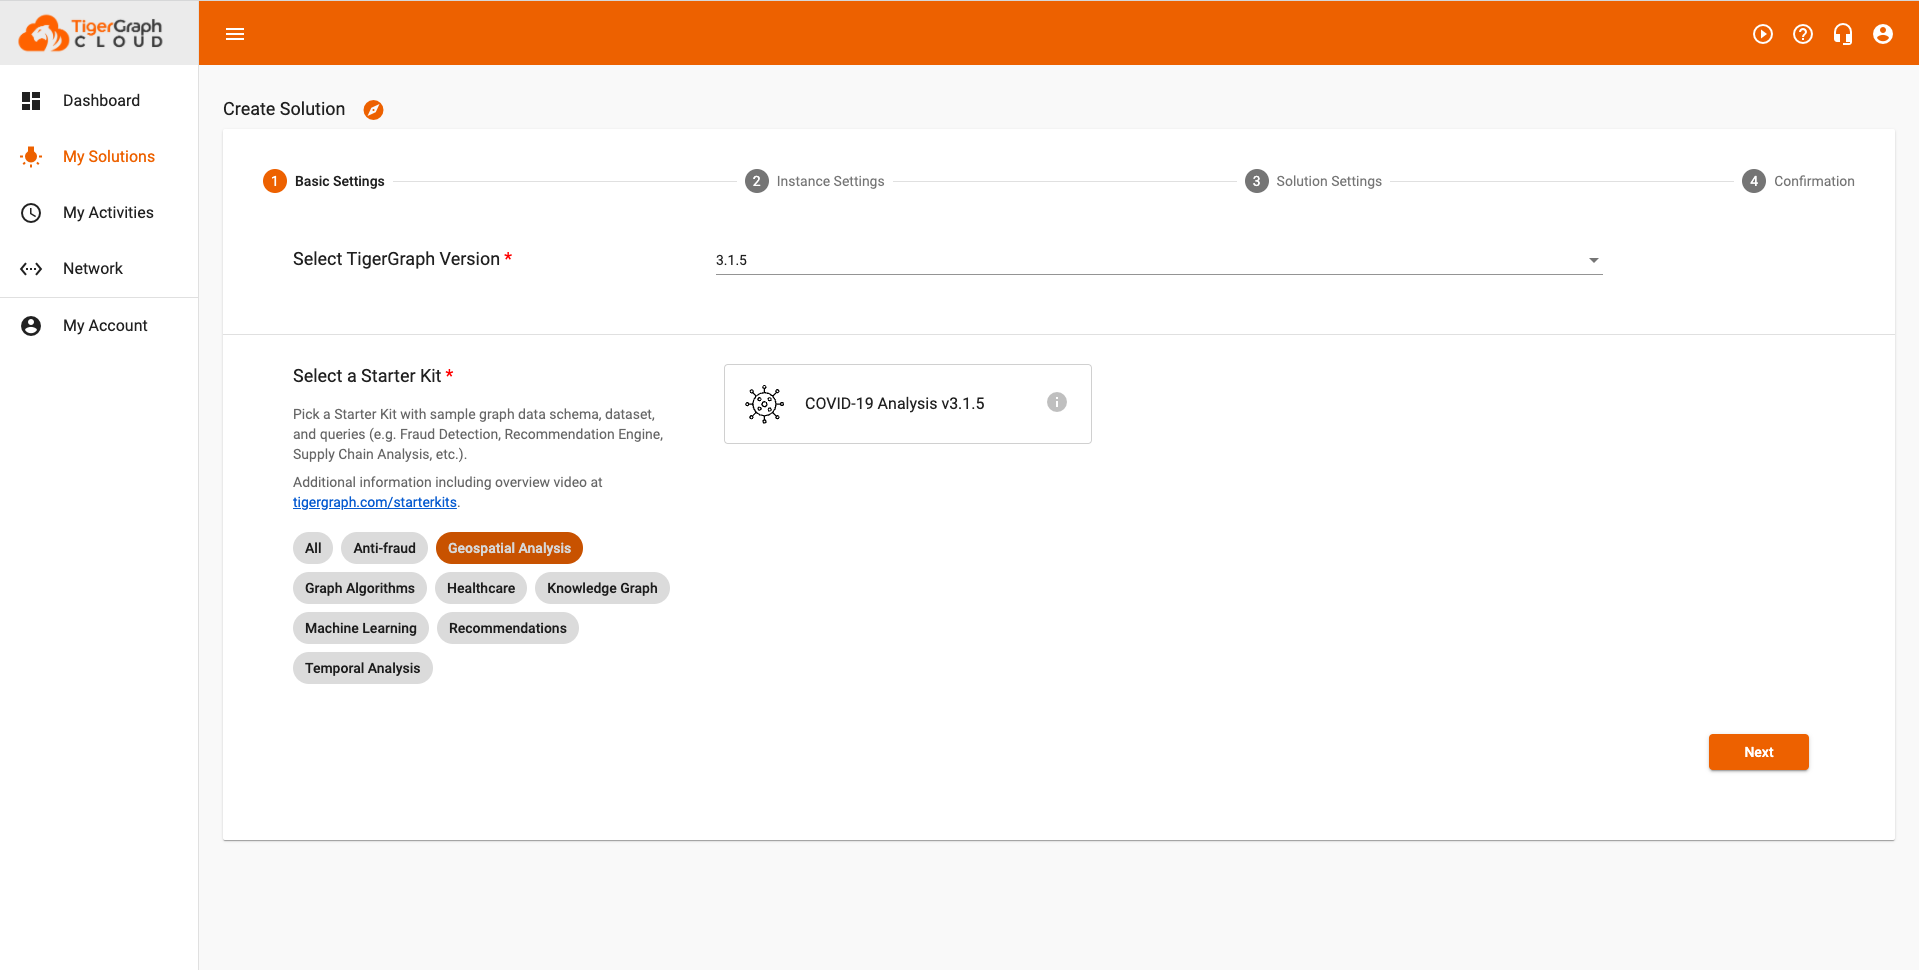 TigerGraph
CLOUD
Dashboard
My Solutions
My Activities
Network
My Account
Create Solution
1 Basic Settings
2 Instance Settings
3 Solution Settings
4 Confirmation
Select TigerGraph Version *
3.1.5
Select a Starter Kit *
Pick a Starter Kit with sample graph data schema, dataset,
and queries (e.g. Fraud Detection, Recommendation Engine,
Supply Chain Analysis, etc.).
Additional information including overview video at
tigergraph.com/starterkits.
All Anti-fraud Geospatial Analysis
Graph Algorithms Healthcare Knowledge Graph
Machine Learning Recommendations
Temporal Analysis
COVID-19 Analysis v3.1.5
Next